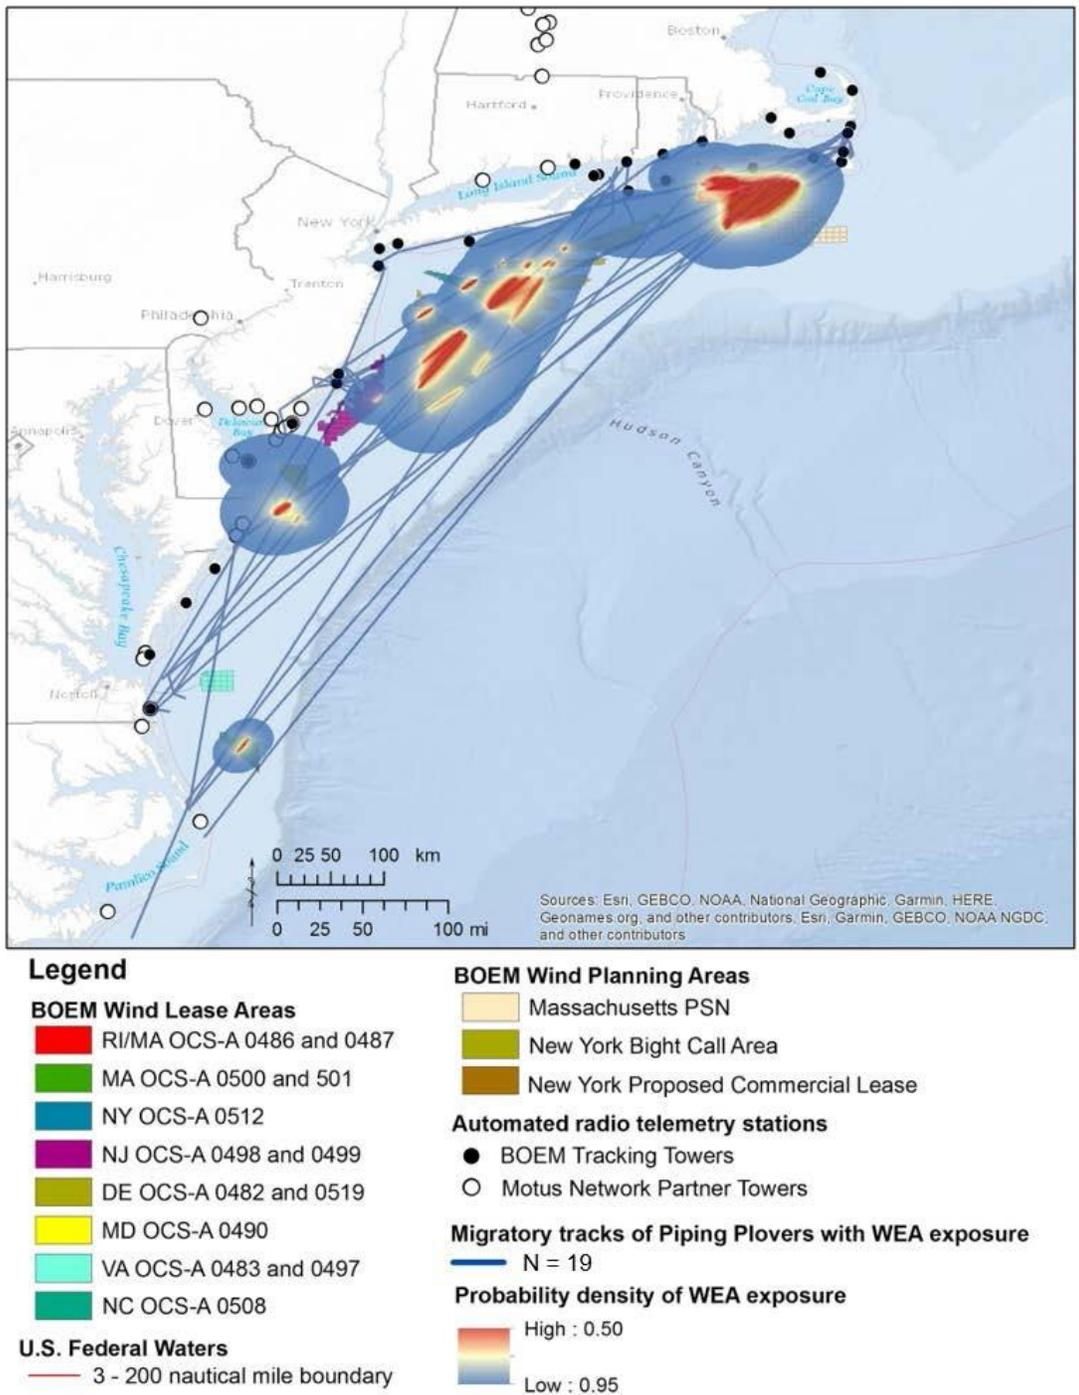 Boston
Cape
Cod Bay
Providence
Hartford
Long Island Sound
New York
Harrisburg
Trenton
Philadelphia
Dover
Delaware
Bay
Annapolis
Hudson Canyon
Chesapeake Bay
Norfolk
Pamlico Sound
0 25 50 100 km
0 25 50 100 mi
Sources: Esri, GEBCO, NOAA, National Geographic, Garmin, HERE,
Geonames.org, and other contributors, Esri, Garmin, GEBCO, NOAA NGDC,
and other contributors
Legend
BOEM Wind Lease Areas
RI/MA OCS-A 0486 and 0487
MA OCS-A 0500 and 501
NY OCS-A 0512
NJ OCS-A 0498 and 0499
DE OCS-A 0482 and 0519
MD OCS-A 0490
VA OCS-A 0483 and 0497
NC OCS-A 0508
U.S. Federal Waters
3 - 200 nautical mile boundary
BOEM Wind Planning Areas
Massachusetts PSN
New York Bight Call Area
New York Proposed Commercial Lease
Automated radio telemetry stations
BOEM Tracking Towers
Motus Network Partner Towers
Migratory tracks of Piping Plovers with WEA exposure
N = 19
Probability density of WEA exposure
High : 0.50
Low : 0.95